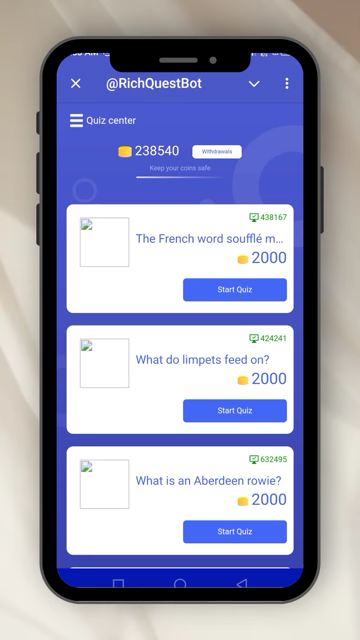 @RichQuestBot
Quiz center
238540
Withdrawals
Keep your coins safe
438167
The French word soufflé m...
2000
Start Quiz
424241
What do limpets feed on?
2000
Start Quiz
632495
What is an Aberdeen rowie?
2000
Start Quiz